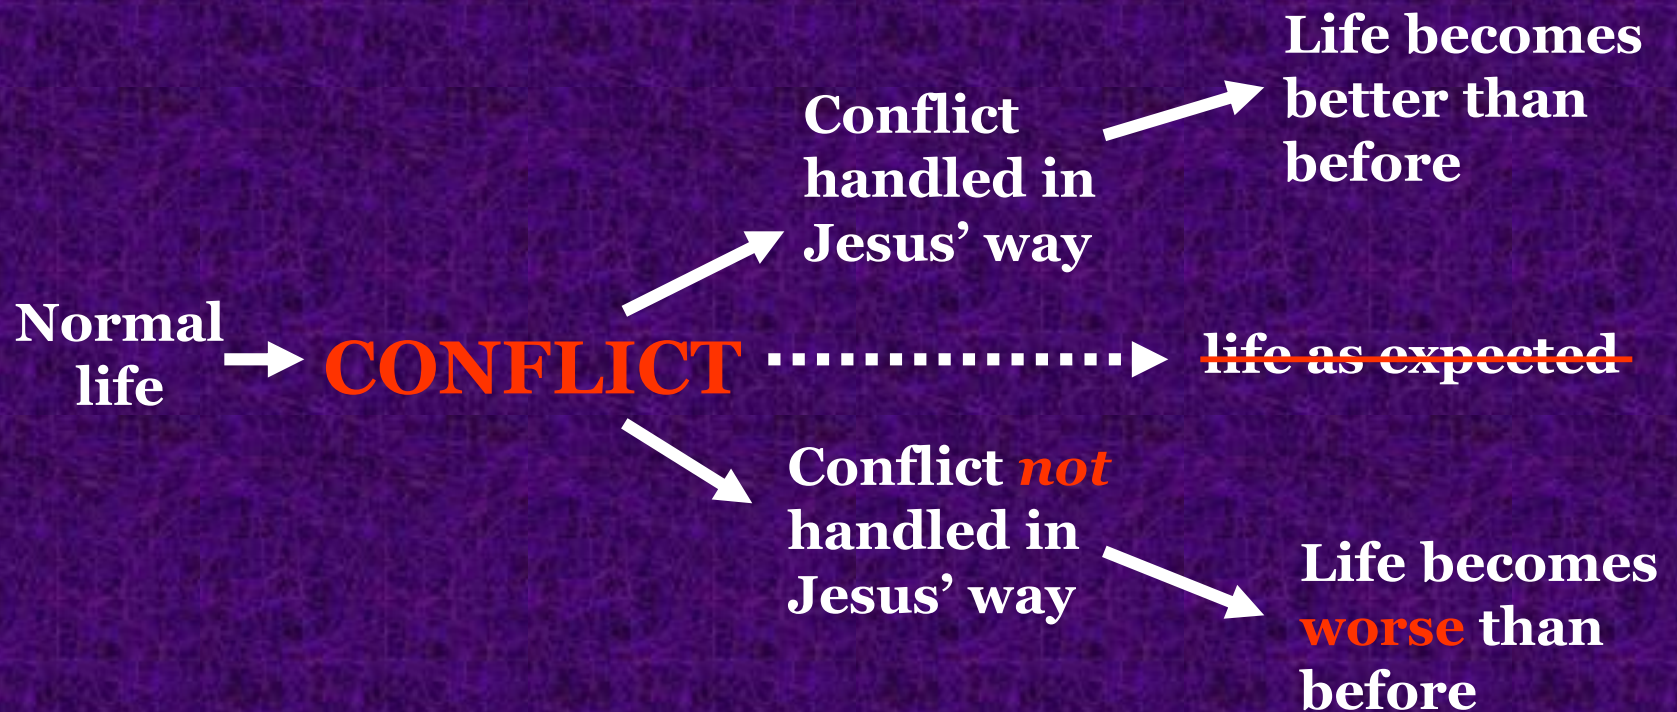 Normal
life
CONFLICT
Conflict
handled in
Jesus’ way
Life becomes
better than
before
life as expected
Conflict not
handled in
Jesus’ way
Life becomes
worse than
before